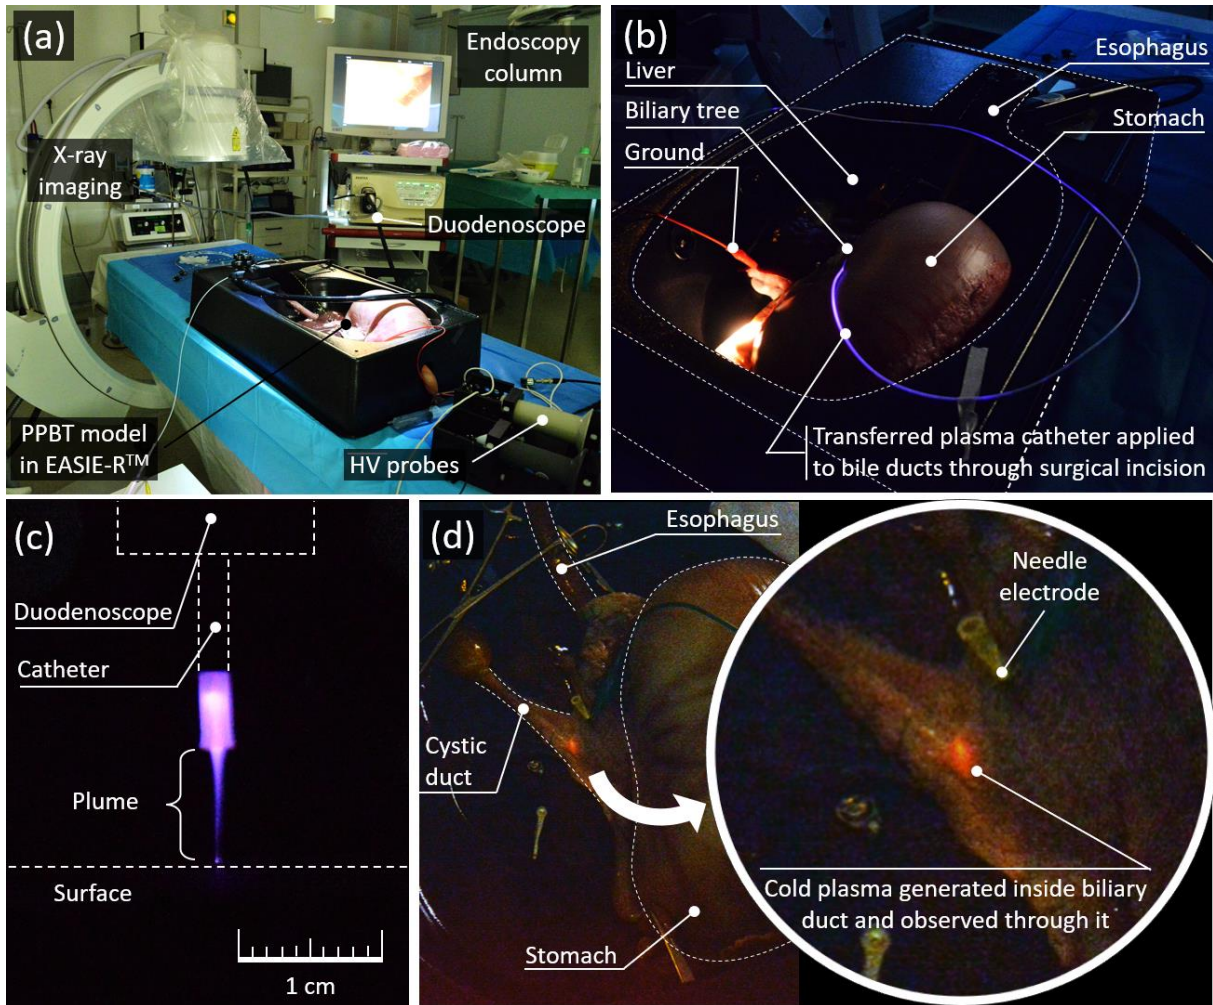 (a)
Endoscopy
column
X-ray
imaging
Duodenoscope
PPBT model
in EASIE-R™
HV probes
(b)
Esophagus
Liver
Biliary tree
Stomach
Ground
Transferred plasma catheter applied
to bile ducts through surgical incision
(c)
Duodenoscope
Catheter
Plume
Surface
1 cm
(d)
Esophagus
Needle
electrode
Cystic
duct
Cold plasma generated inside biliary
duct and observed through it
Stomach